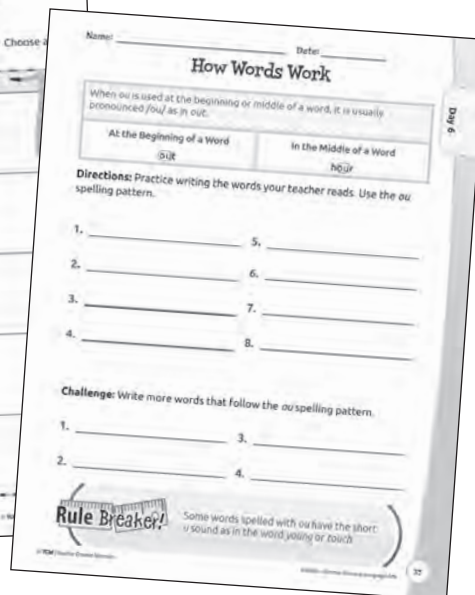 Choose a
Name:
Date:
How Words Work
When ou is used at the beginning or middle of a word, it is usually
pronounced /ou/ as in out.
At the Beginning of a Word
out
In the Middle of a Word
hour
Day 6
Directions: Practice writing the words your teacher reads. Use the ou
spelling pattern.
1.
2.
3.
4.
5.
6.
7.
8.
Challenge: Write more words that follow the ou spelling pattern.
1.
2.
3.
4.
Rule Breaker!
Some words spelled with ou have the short
u sound as in the word young or touch.